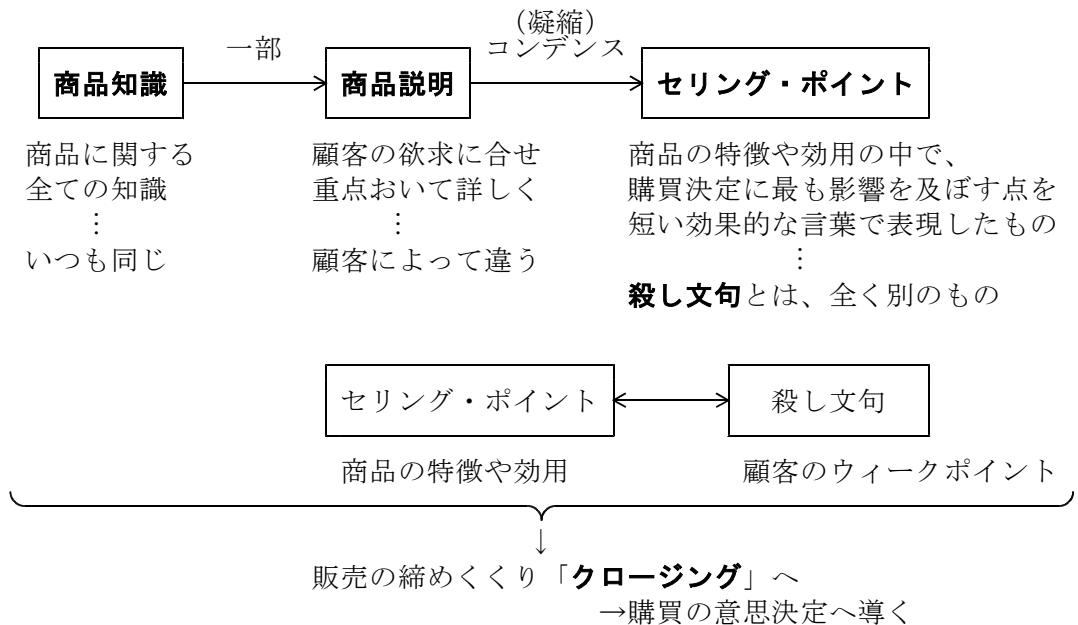 (凝縮)
一部
コンデンス
商品知識
商品説明
セリング・ポイント
商品に関する
全ての知識
⋮
いつも同じ
顧客の欲求に合せ
重点おいて詳しく
⋮
顧客によって違う
商品の特徴や効用の中で、
購買決定に最も影響を及ぼす点を
短い効果的な言葉で表現したもの
⋮
殺し文句とは、全く別のもの
セリング・ポイント
殺し文句
商品の特徴や効用
顧客のウィークポイント
↓
販売の締めくくり「クロージング」へ
→購買の意思決定へ導く